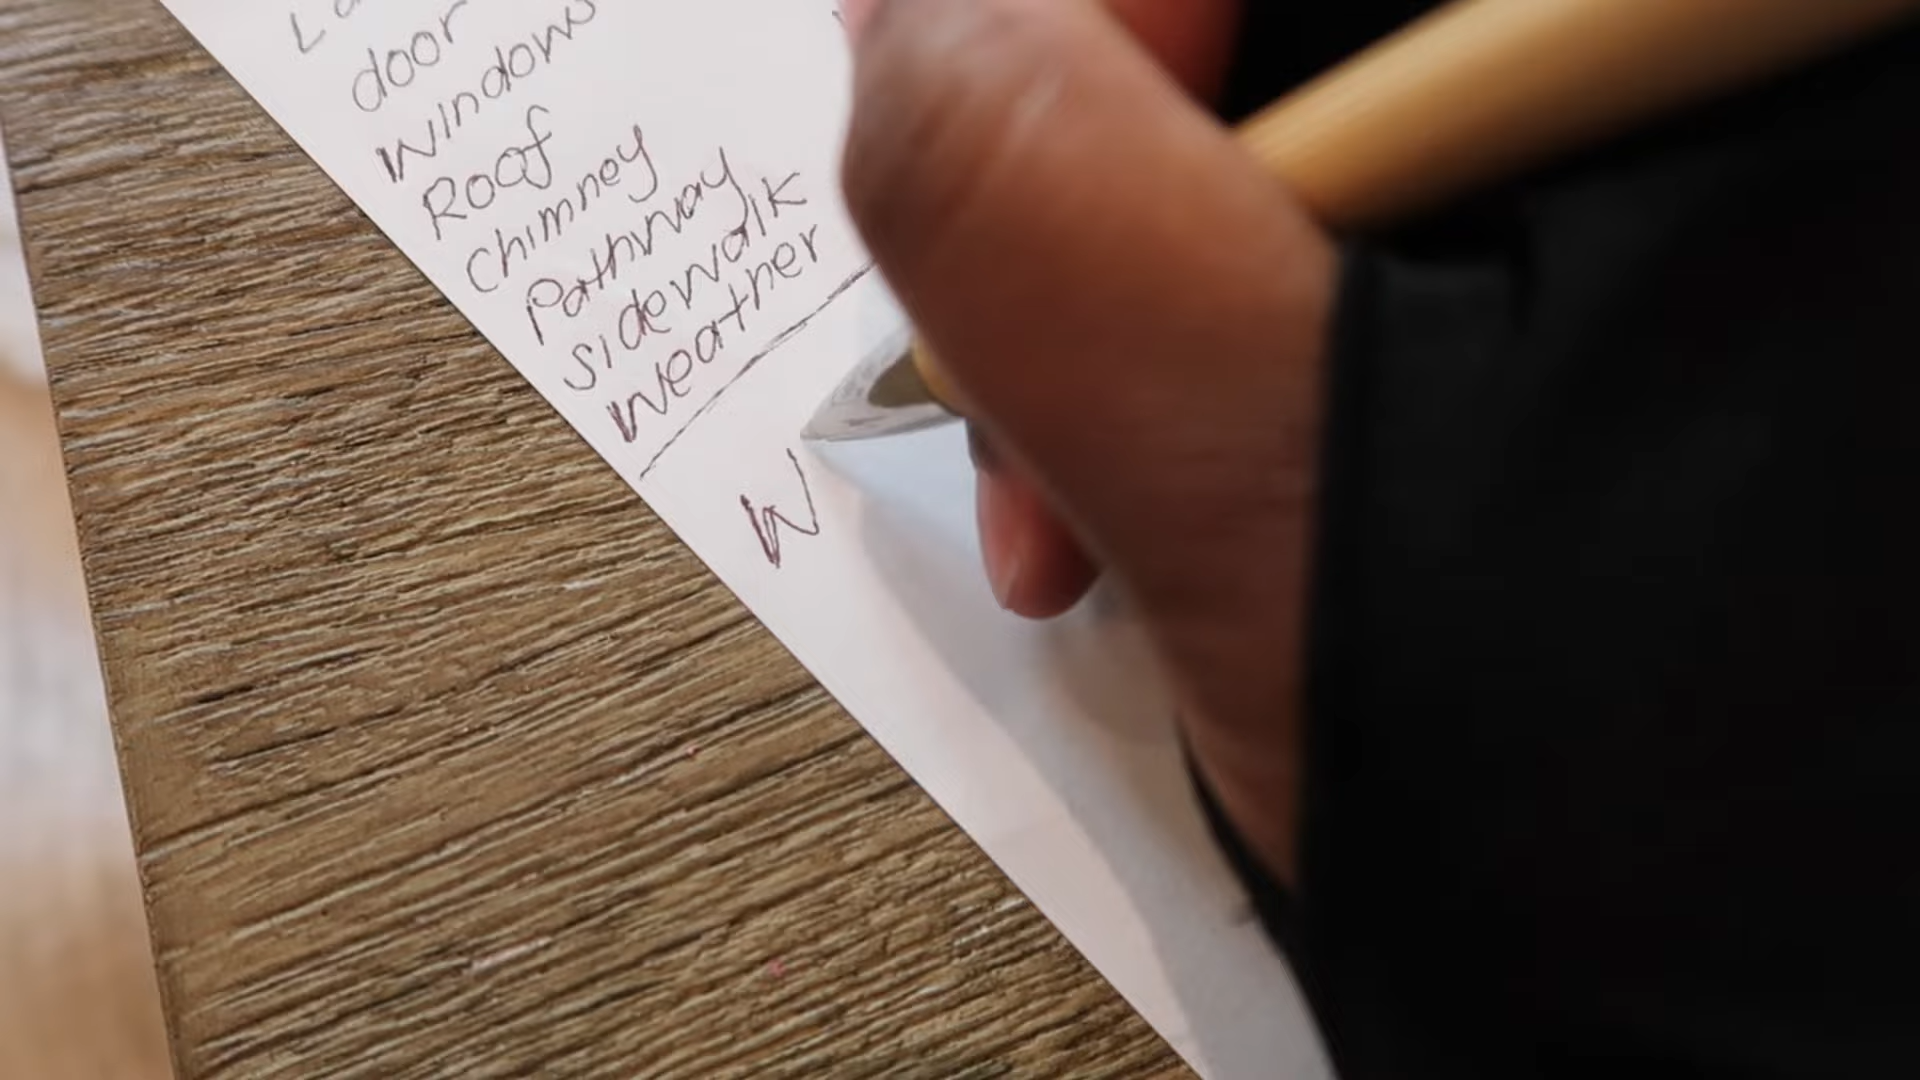 door
windows
Roof
chimney
Pathway
sidewalk
weather
W